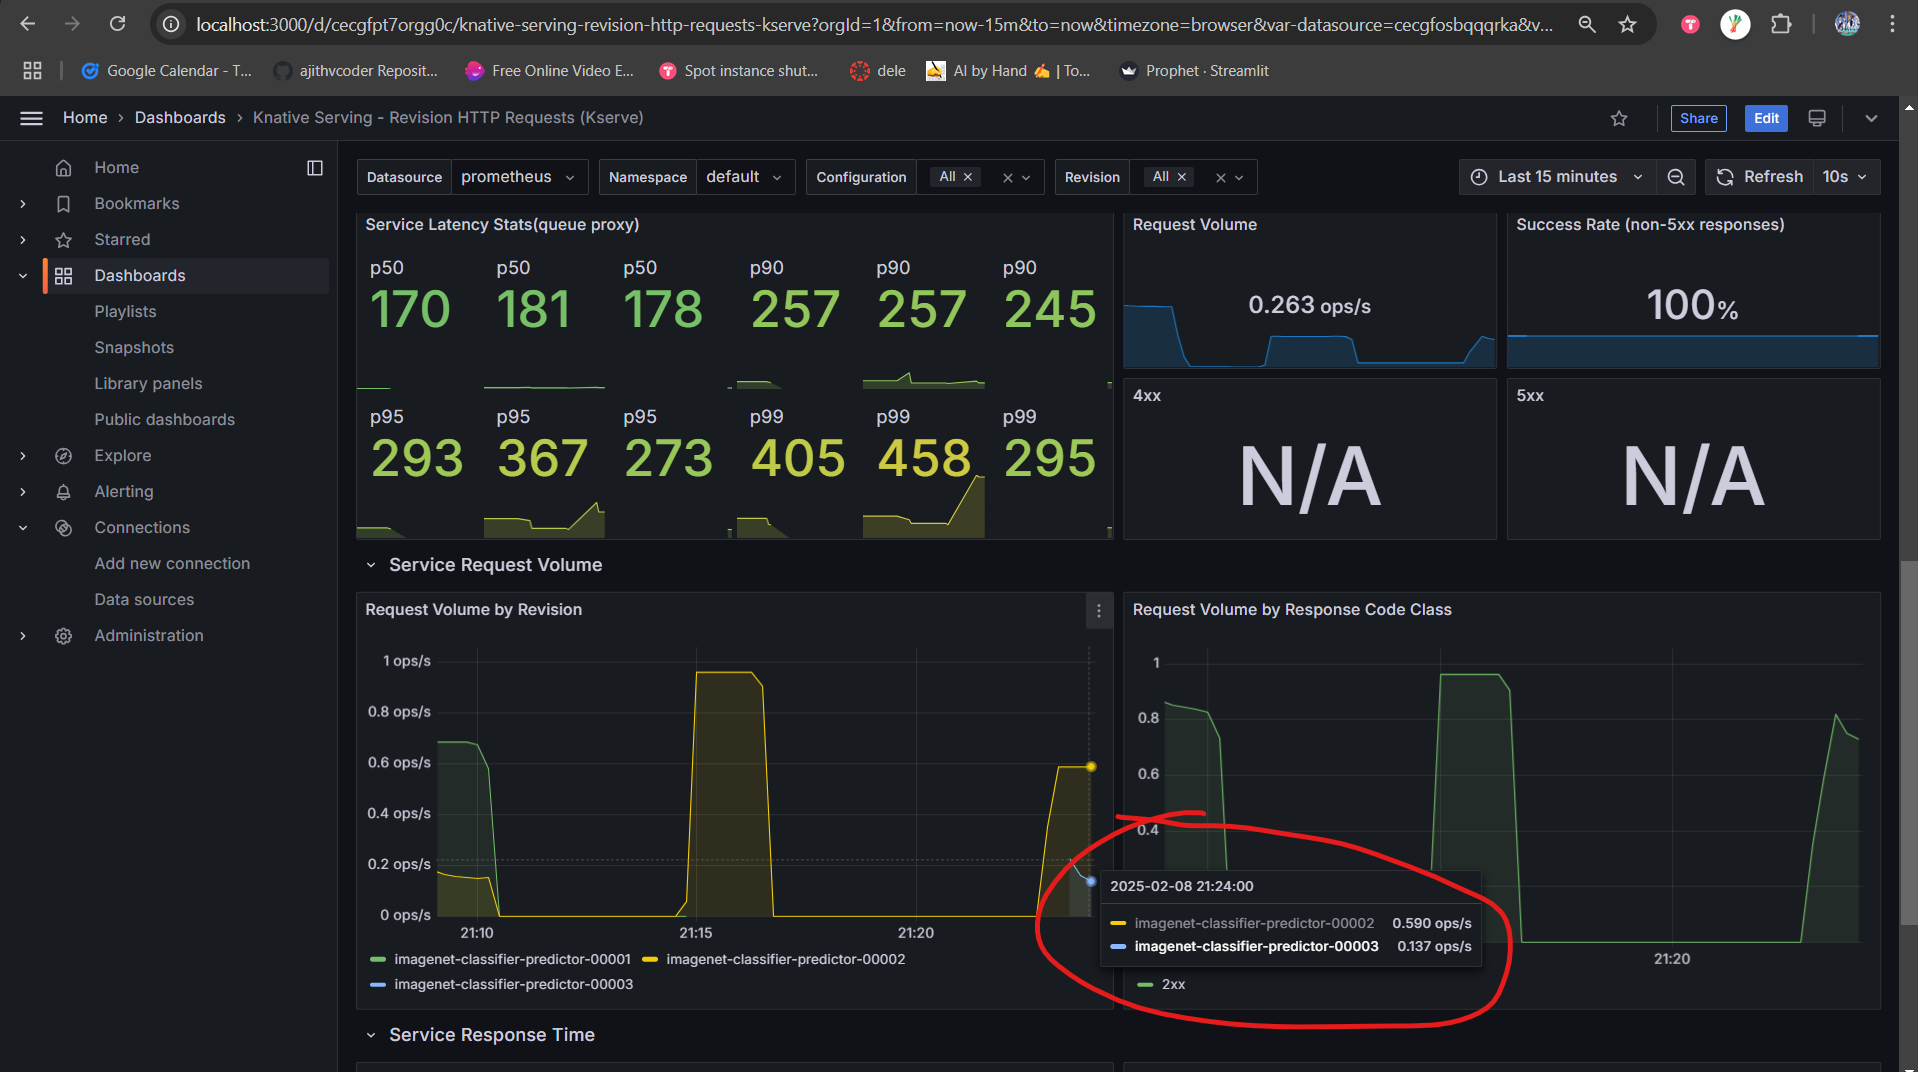 localhost:3000/d/cecgfpt7orgg0c/knative-serving-revision-http-requests-kserve?orgId=1&from=now-15m&to=now&timezone=browser&var-datasource=cecgfosbqqqrka&v...
Google Calendar - T...
ajithvcoder Reposit...
Free Online Video E...
Spot instance shut...
dele
AI by Hand ✍️ | To...
Prophet · Streamlit
Home › Dashboards › Knative Serving - Revision HTTP Requests (Kserve)
Share
Edit
Home
Bookmarks
Starred
Dashboards
Playlists
Snapshots
Library panels
Public dashboards
Explore
Alerting
Connections
Add new connection
Data sources
Administration
Datasource prometheus
Namespace default
Configuration All
Revision All
Last 15 minutes
Refresh 10s
Service Latency Stats(queue proxy)
p50 p50 p50 p90 p90 p90
170 181 178 257 257 245
p95 p95 p95 p99 p99 p99
293 367 273 405 458 295
Request Volume
0.263 ops/s
Success Rate (non-5xx responses)
100%
4xx
N/A
5xx
N/A
Service Request Volume
Request Volume by Revision
1 ops/s
0.8 ops/s
0.6 ops/s
0.4 ops/s
0.2 ops/s
0 ops/s
21:10 21:15 21:20
imagenet-classifier-predictor-00001 imagenet-classifier-predictor-00002
imagenet-classifier-predictor-00003
Request Volume by Response Code Class
1
0.8
0.6
0.4
2025-02-08 21:24:00
imagenet-classifier-predictor-00002 0.590 ops/s
imagenet-classifier-predictor-00003 0.137 ops/s
21:20
2xx
Service Response Time